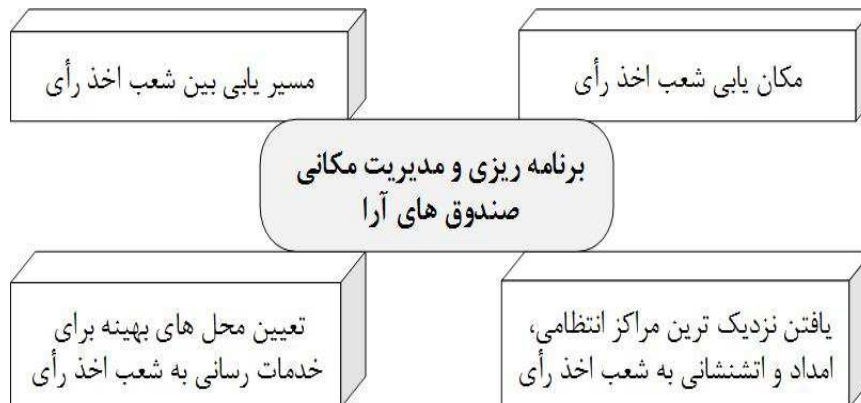 مکان یابی شعب اخذ رأی
مسیر یابی بین شعب اخذ رأی
برنامه ریزی و مدیریت مکانی
صندوق های آرا
یافتن نزدیک ترین مراکز انتظامی،
امداد و اتشنشانی به شعب اخذ رأی
تعیین محل های بهینه برای
خدمات رسانی به شعب اخذ رأی